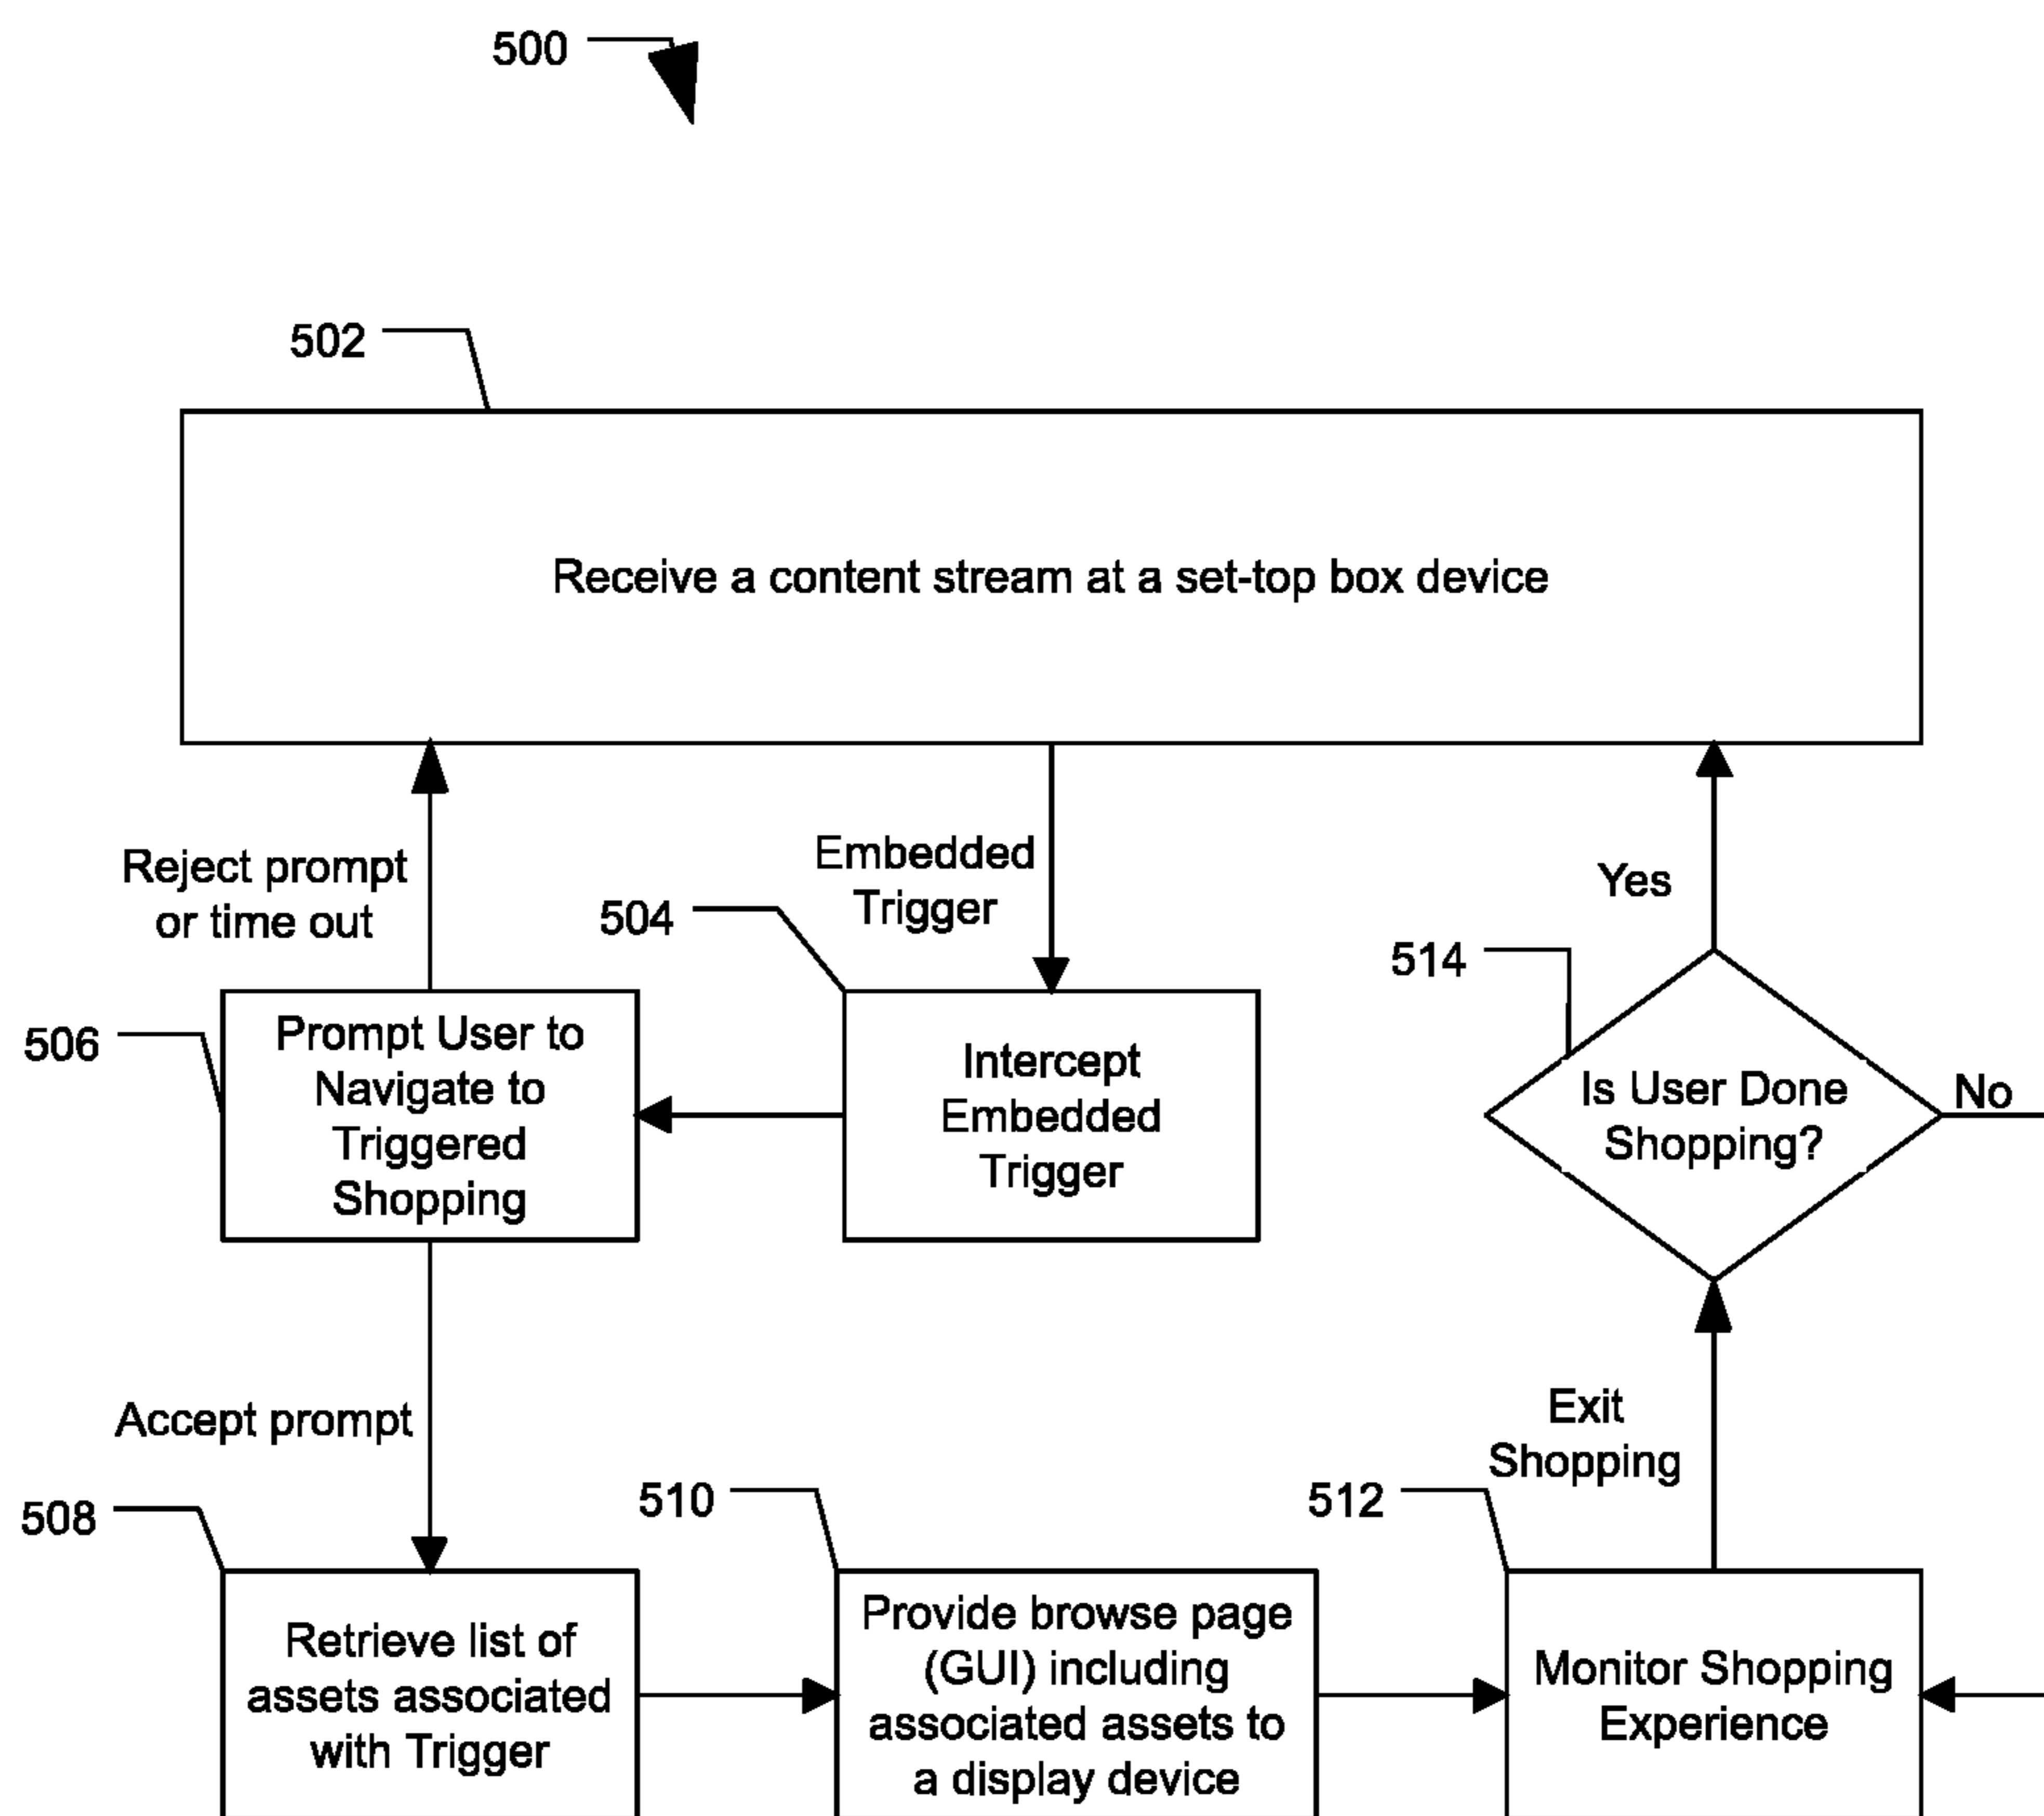 500
502
Receive a content stream at a set-top box device
Reject prompt
or time out
Embedded
Trigger
Yes
504
514
506
Prompt User to
Navigate to
Triggered
Shopping
Intercept
Embedded
Trigger
Is User Done
Shopping?
No
Accept prompt
Exit
Shopping
508
510
512
Retrieve list of
assets associated
with Trigger
Provide browse page
(GUI) including
associated assets to
a display device
Monitor Shopping
Experience